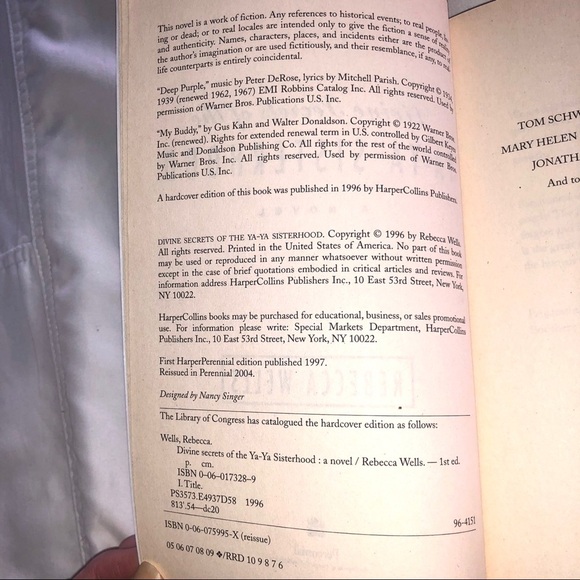 This novel is a work of fiction. Any references to historical events; to real people,
ing or dead; or to real locales are intended only to give the fiction a sense of reality
and authenticity. Names, characters, places, and incidents either are the product of
the author's imagination or are used fictitiously, and their resemblance, if any, to real-
life counterparts is entirely coincidental.
"Deep Purple," music by Peter DeRose, lyrics by Mitchell Parish. Copyright © 1934,
1939 (renewed 1962, 1967) EMI Robbins Catalog Inc. All rights reserved. Used by
permission of Warner Bros. Publications U.S. Inc.
"My Buddy," by Gus Kahn and Walter Donaldson. Copyright © 1922 Warner Bros.
Inc. (renewed). Rights for extended renewal term in U.S. controlled by Gilbert Keyes
Music and Donaldson Publishing Co. All rights for the rest of the world controlled
by Warner Bros. Inc. All rights reserved. Used by permission of Warner Bros.
Publications U.S. Inc.
A hardcover edition of this book was published in 1996 by HarperCollins Publishers.
DIVINE SECRETS OF THE YA-YA SISTERHOOD. Copyright © 1996 by Rebecca Wells.
All rights reserved. Printed in the United States of America. No part of this book
may be used or reproduced in any manner whatsoever without written permission
except in the case of brief quotations embodied in critical articles and reviews. For
information address HarperCollins Publishers Inc., 10 East 53rd Street, New York,
NY 10022.
HarperCollins books may be purchased for educational, business, or sales promotional
use. For information please write: Special Markets Department, HarperCollins
Publishers Inc., 10 East 53rd Street, New York, NY 10022.
First HarperPerennial edition published 1997.
Reissued in Perennial 2004.
Designed by Nancy Singer
The Library of Congress has catalogued the hardcover edition as follows:
Wells, Rebecca.
Divine secrets of the Ya-Ya Sisterhood : a novel / Rebecca Wells. — 1st ed.
p. cm.
ISBN 0-06-017328-9
I. Title.
PS3573.E4937D58 1996
813'.54—dc20
96-4151
ISBN 0-06-075995-X (reissue)
05 06 07 08 09 ❖/RRD 10 9 8 7 6
TOM SCHW
MARY HELEN
JONATHA
And to